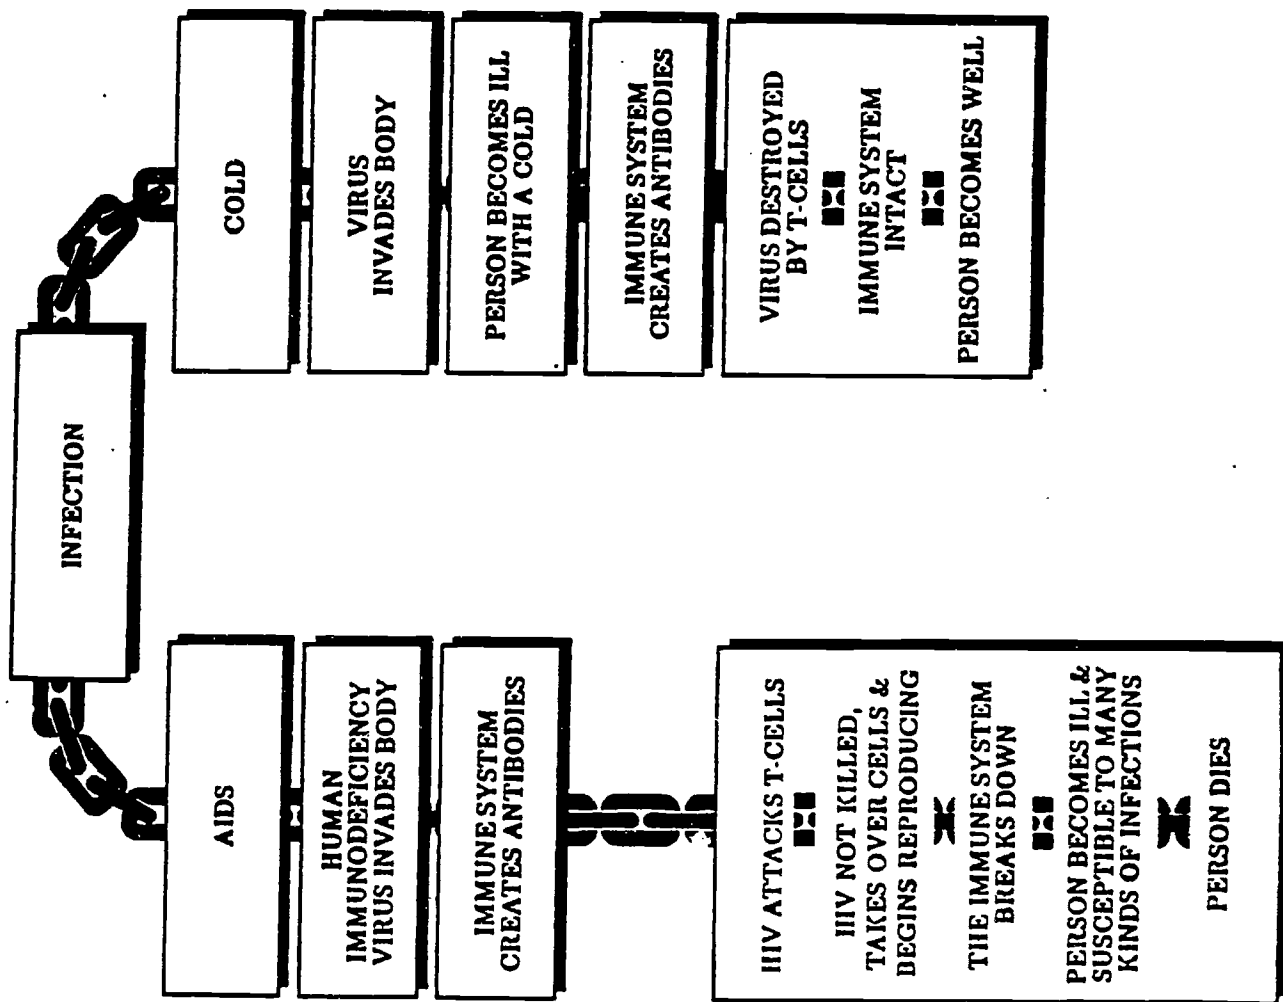 INFECTION
AIDS
HUMAN
IMMUNODEFICIENCY
VIRUS INVADES BODY
IMMUNE SYSTEM
CREATES ANTIBODIES
HIV ATTACKS T-CELLS
HIV NOT KILLED,
TAKES OVER CELLS &
BEGINS REPRODUCING
THE IMMUNE SYSTEM
BREAKS DOWN
PERSON BECOMES ILL &
SUSCEPTIBLE TO MANY
KINDS OF INFECTIONS
PERSON DIES
COLD
VIRUS
INVADES BODY
PERSON BECOMES ILL
WITH A COLD
IMMUNE SYSTEM
CREATES ANTIBODIES
VIRUS DESTROYED
BY T-CELLS
IMMUNE SYSTEM
INTACT
PERSON BECOMES WELL